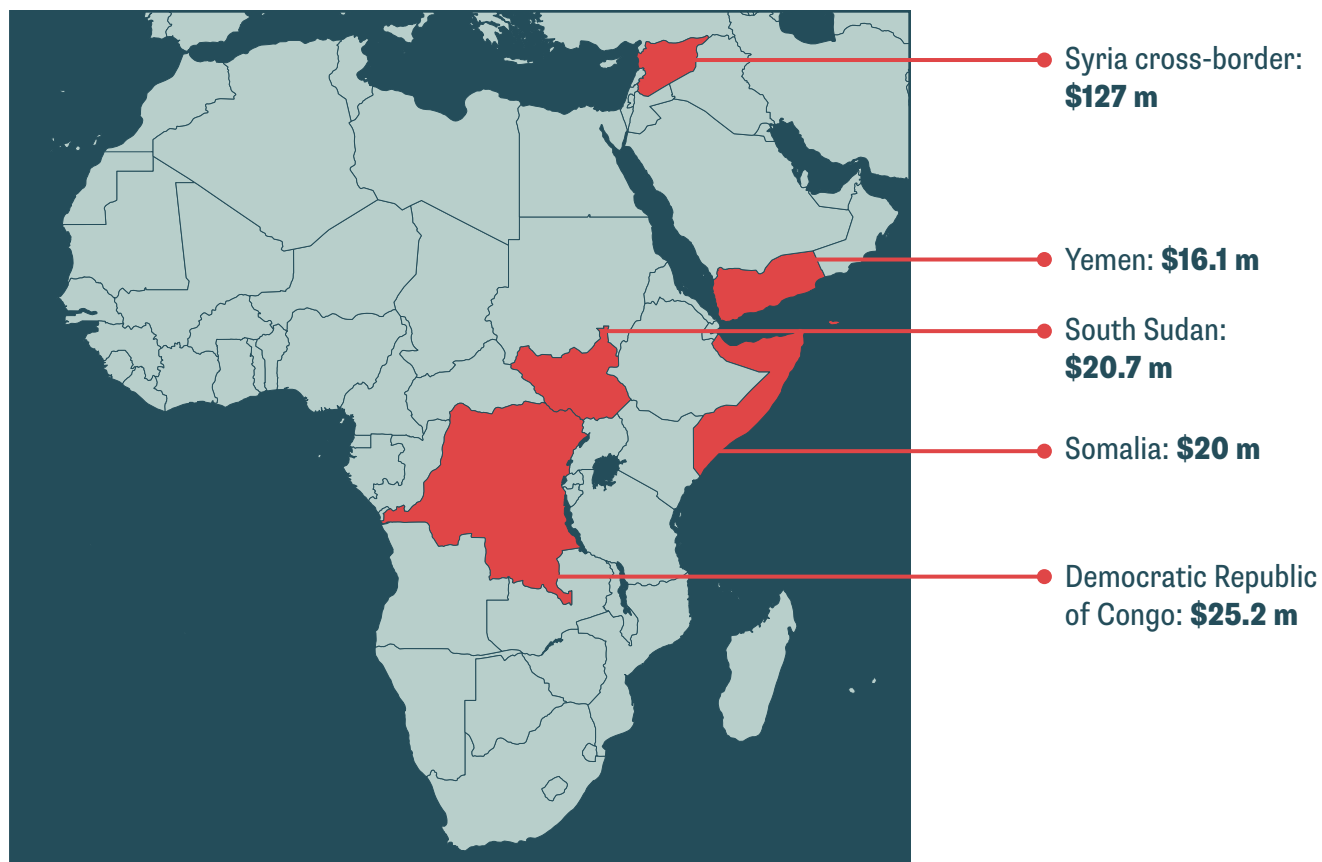 Syria cross-border:
$127 m
Yemen: $16.1 m
South Sudan:
$20.7 m
Somalia: $20 m
Democratic Republic
of Congo: $25.2 m